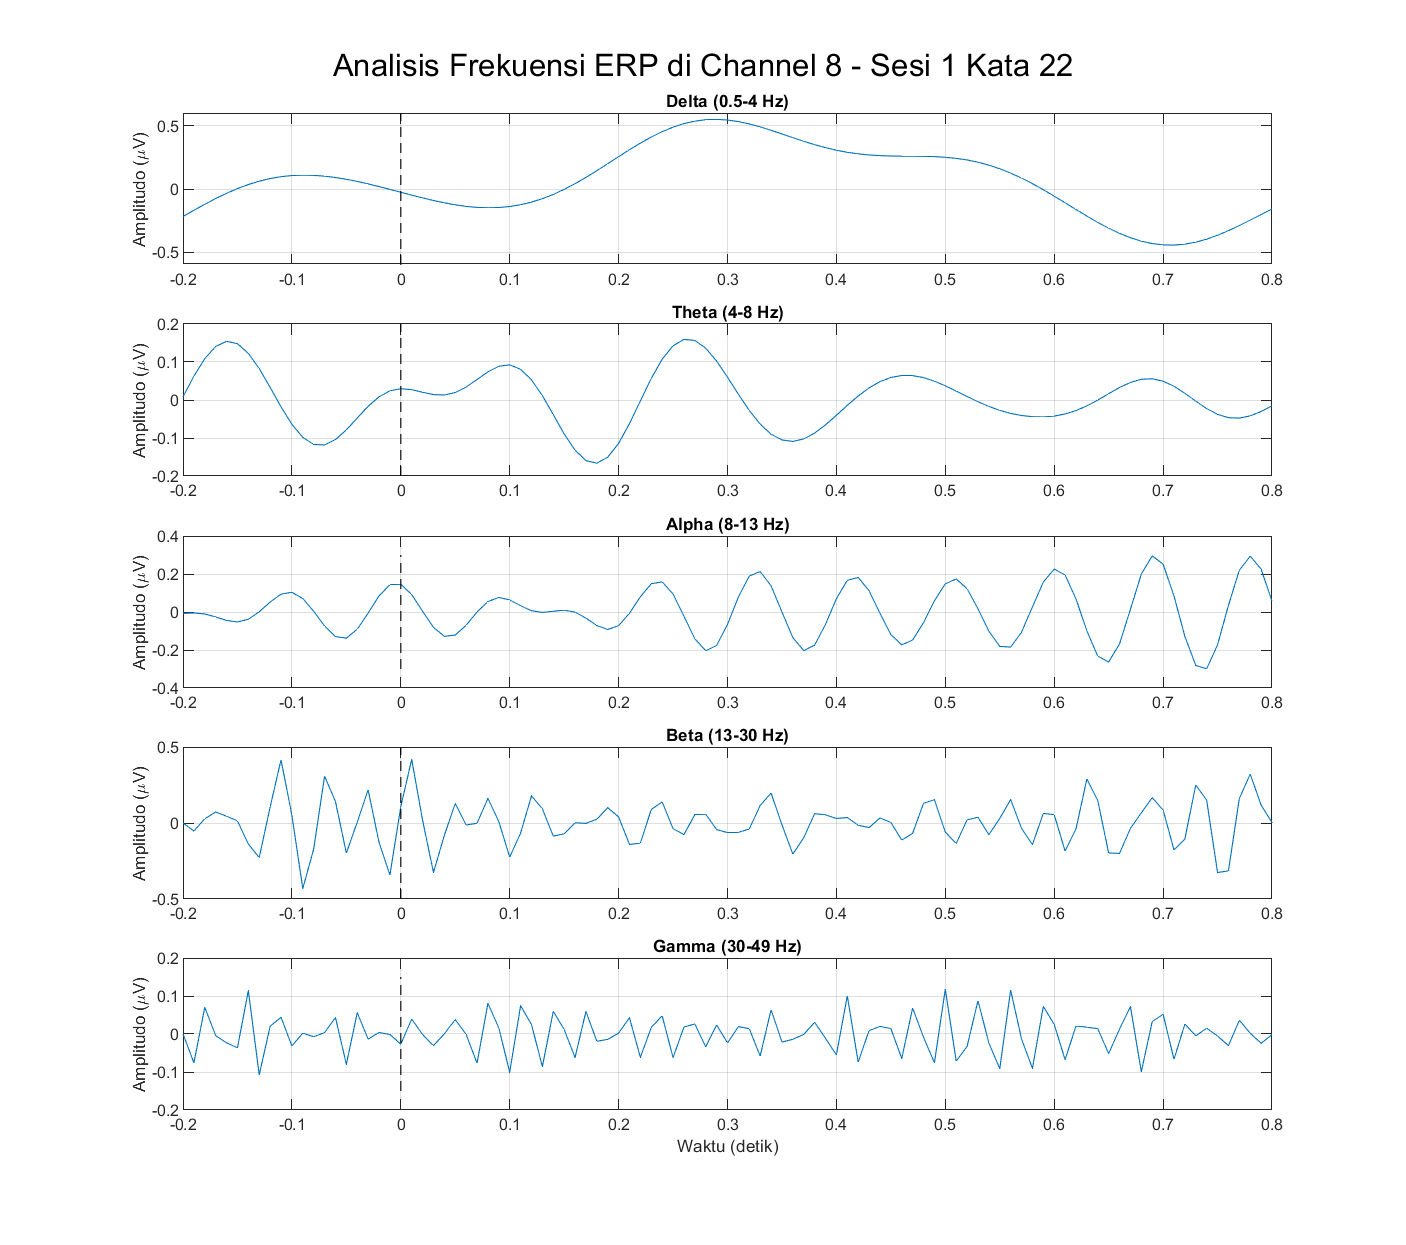 Analisis Frekuensi ERP di Channel 8 - Sesi 1 Kata 22
Delta (0.5-4 Hz)
Amplitudo (μV)
0.5
0
-0.5
-0.2 -0.1 0 0.1 0.2 0.3 0.4 0.5 0.6 0.7 0.8
Theta (4-8 Hz)
Amplitudo (μV)
0.2
0.1
0
-0.1
-0.2
-0.2 -0.1 0 0.1 0.2 0.3 0.4 0.5 0.6 0.7 0.8
Alpha (8-13 Hz)
Amplitudo (μV)
0.4
0.2
0
-0.2
-0.4
-0.2 -0.1 0 0.1 0.2 0.3 0.4 0.5 0.6 0.7 0.8
Beta (13-30 Hz)
Amplitudo (μV)
0.5
0
-0.5
-0.2 -0.1 0 0.1 0.2 0.3 0.4 0.5 0.6 0.7 0.8
Gamma (30-49 Hz)
Amplitudo (μV)
0.2
0.1
0
-0.1
-0.2
-0.2 -0.1 0 0.1 0.2 0.3 0.4 0.5 0.6 0.7 0.8
Waktu (detik)